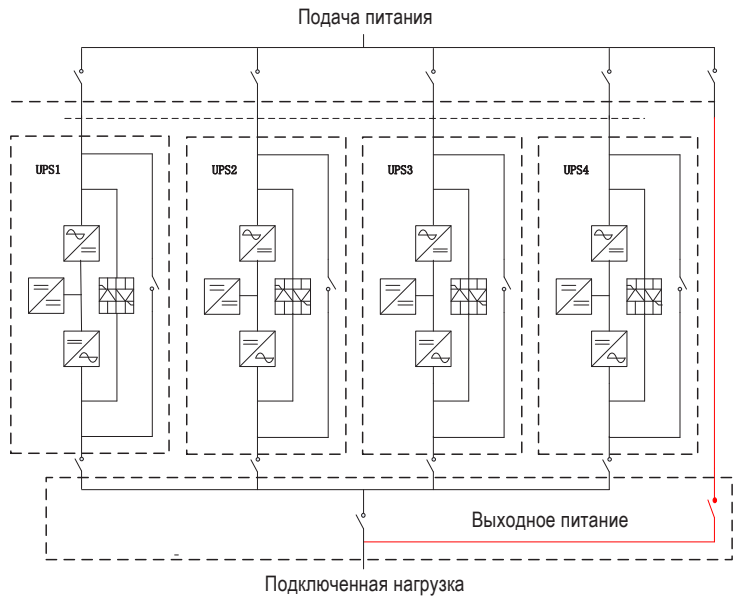 Подача питания
UPS1
UPS2
UPS3
UPS4
Выходное питание
Подключенная нагрузка